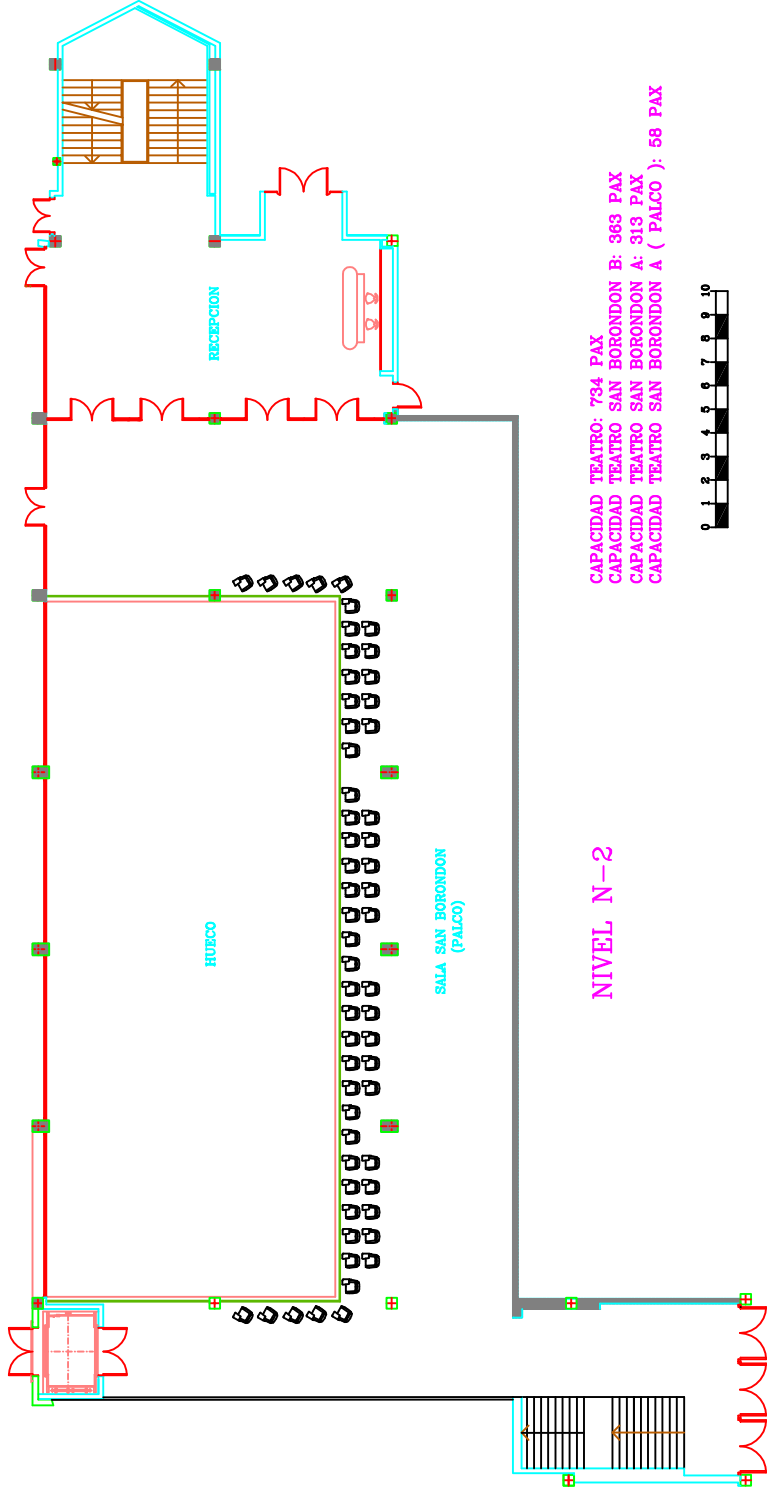 RECEPCION
HUECO
SALA SAN BORONDON
(PALCO)
CAPACIDAD TEATRO: 734 PAX
CAPACIDAD TEATRO SAN BORONDON B: 363 PAX
CAPACIDAD TEATRO SAN BORONDON A: 313 PAX
CAPACIDAD TEATRO SAN BORONDON A ( PALCO ): 58 PAX
NIVEL N-2
0 1 2 3 4 5 6 7 8 9 10